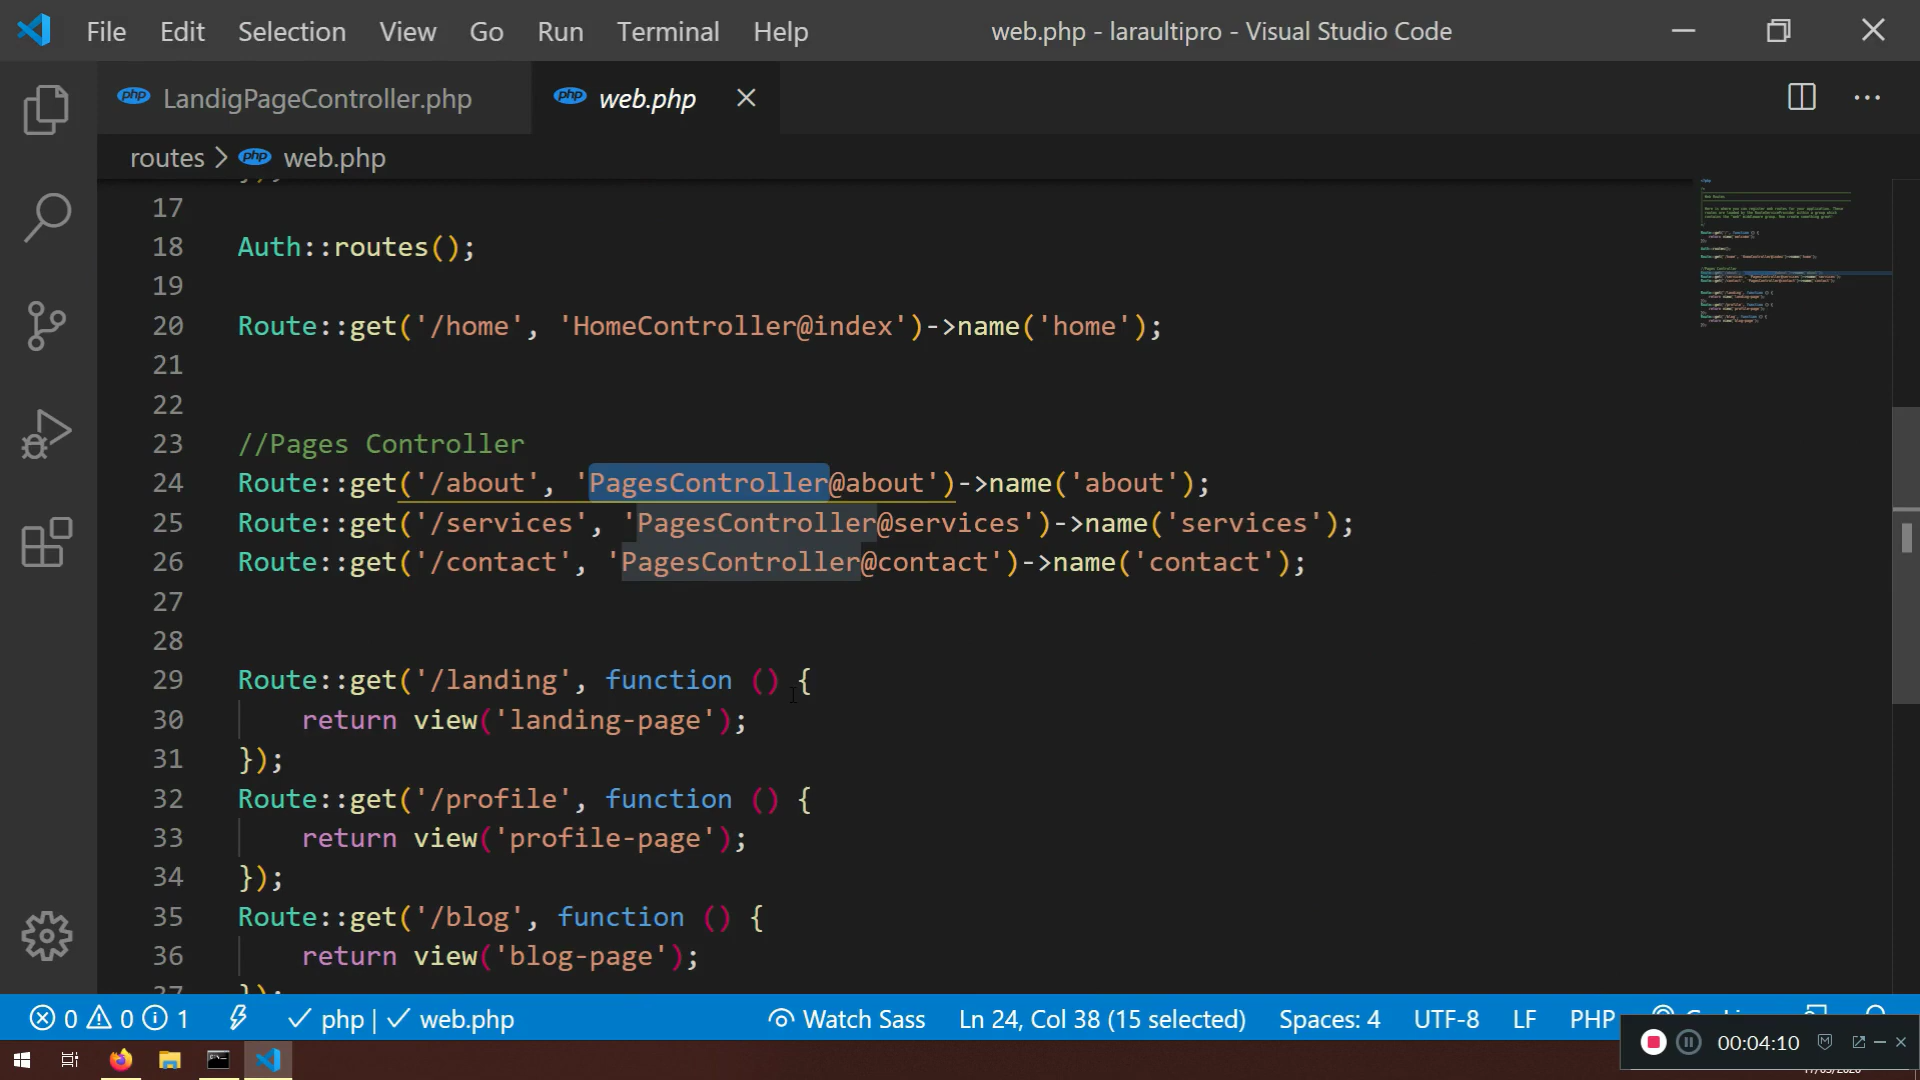 File Edit Selection View Go Run Terminal Help web.php - laraultipro - Visual Studio Code
php LandigPageController.php php web.php
routes > php web.php
17
18 Auth::routes();
19
20 Route::get('/home', 'HomeController@index')->name('home');
21
22
23 //Pages Controller
24 Route::get('/about', 'PagesController@about')->name('about');
25 Route::get('/services', 'PagesController@services')->name('services');
26 Route::get('/contact', 'PagesController@contact')->name('contact');
27
28
29 Route::get('/landing', function () {
30 return view('landing-page');
31 });
32 Route::get('/profile', function () {
33 return view('profile-page');
34 });
35 Route::get('/blog', function () {
36 return view('blog-page');
37 });
0 0 1 php | web.php Watch Sass Ln 24, Col 38 (15 selected) Spaces: 4 UTF-8 LF PHP
00:04:10